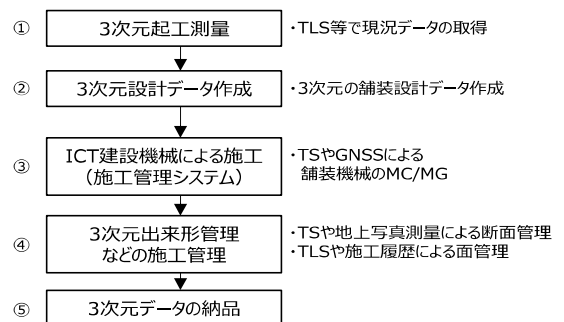 ① 3次元起工測量 ・TLS等で現況データの取得
② 3次元設計データ作成 ・3次元の舗装設計データ作成
③ ICT建設機械による施工 ・TSやGNSSによる
（施工管理システム） 舗装機械のMC/MG
④ 3次元出来形管理 ・TSや地上写真測量による断面管理
などの施工管理 ・TLSや施工履歴による面管理
⑤ 3次元データの納品